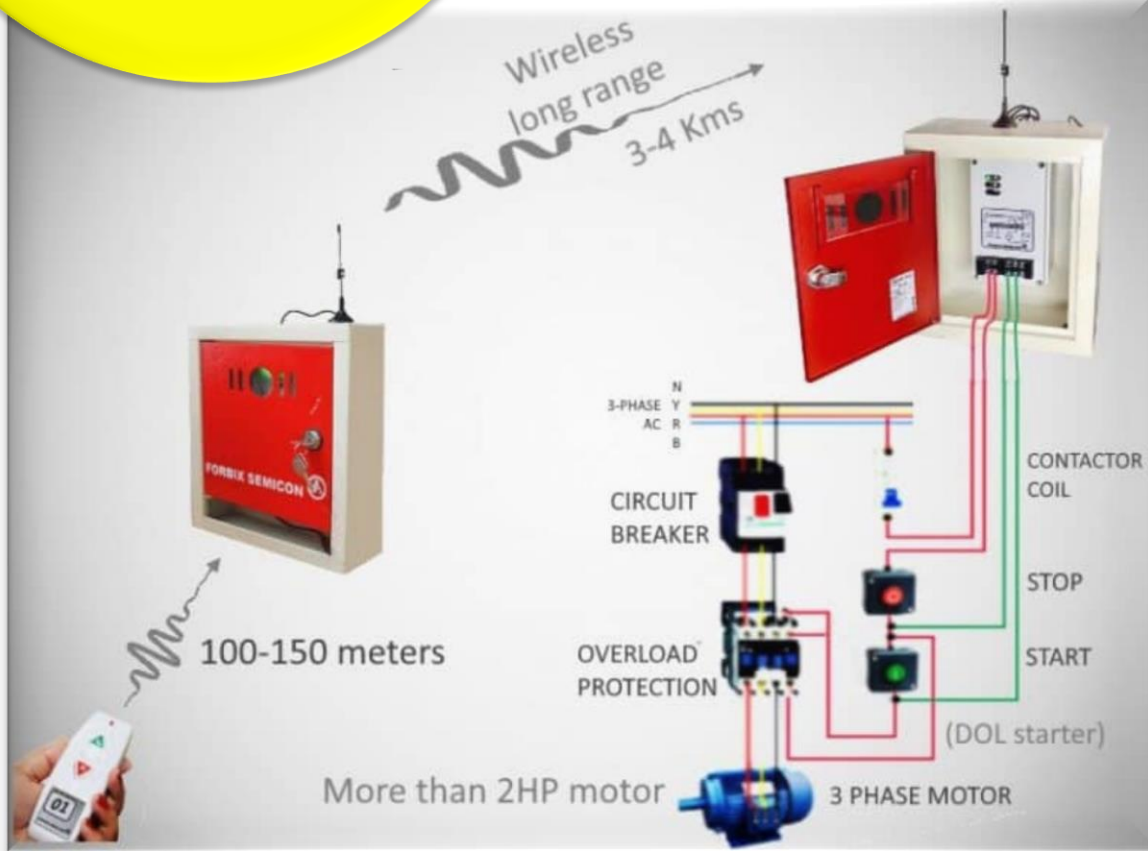 Wireless
long range
3-4 Kms
N
3-PHASE Y
AC R
B
CONTACTOR
COIL
CIRCUIT
BREAKER
FORBIX SEMICON
STOP
100-150 meters
OVERLOAD
PROTECTION
START
(DOL starter)
More than 2HP motor
3 PHASE MOTOR
01